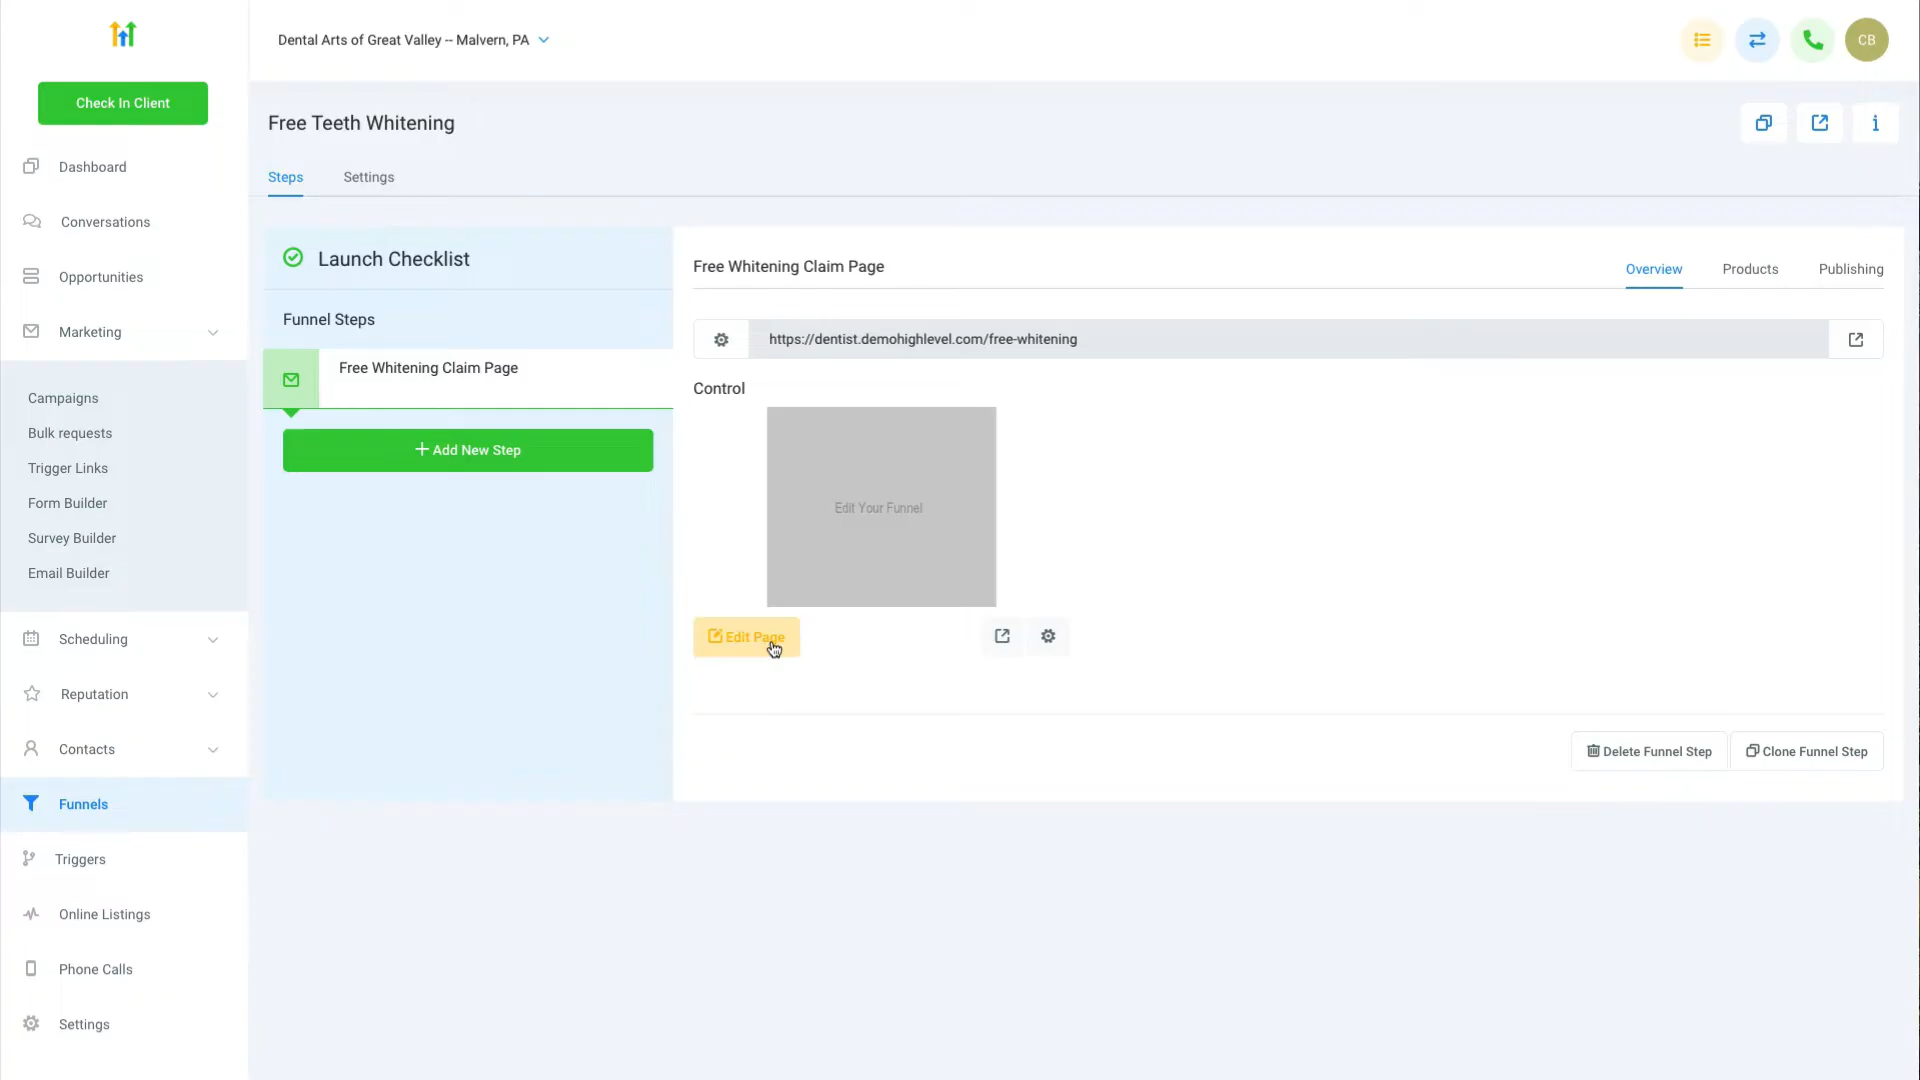 Dental Arts of Great Valley -- Malvern, PA
CB
Check In Client
Dashboard
Conversations
Opportunities
Marketing
Campaigns
Bulk requests
Trigger Links
Form Builder
Survey Builder
Email Builder
Scheduling
Reputation
Contacts
Funnels
Triggers
Online Listings
Phone Calls
Settings
Free Teeth Whitening
Steps
Settings
Launch Checklist
Funnel Steps
Free Whitening Claim Page
+ Add New Step
Free Whitening Claim Page
Overview
Products
Publishing
https://dentist.demohighlevel.com/free-whitening
Control
Edit Your Funnel
Edit Page
Delete Funnel Step
Clone Funnel Step